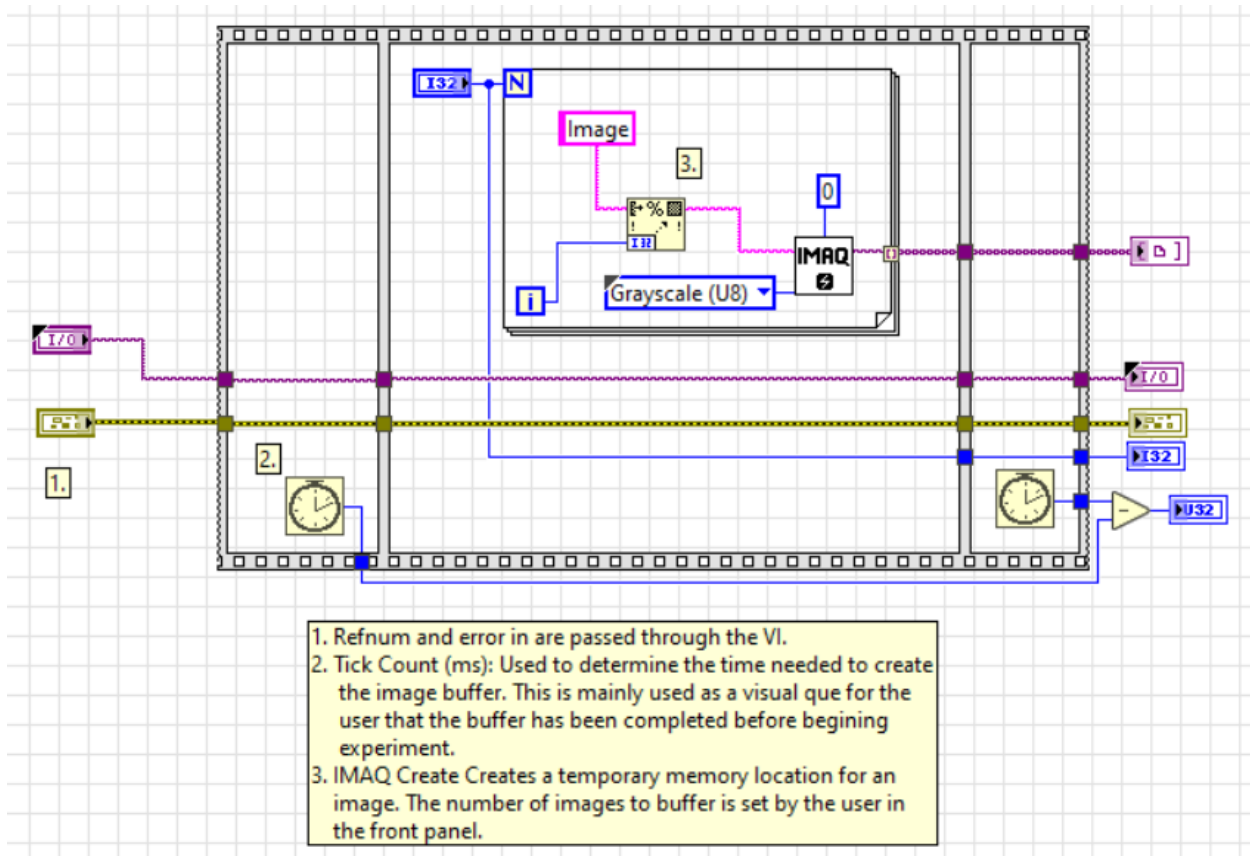 I32
N
Image
3.
0
% !
I32
IMAQ
Grayscale (U8)
i
I/O
I/O
1.
2.
I32
U32
1. Refnum and error in are passed through the VI.
2. Tick Count (ms): Used to determine the time needed to create
the image buffer. This is mainly used as a visual que for the
user that the buffer has been completed before begining
experiment.
3. IMAQ Create Creates a temporary memory location for an
image. The number of images to buffer is set by the user in
the front panel.